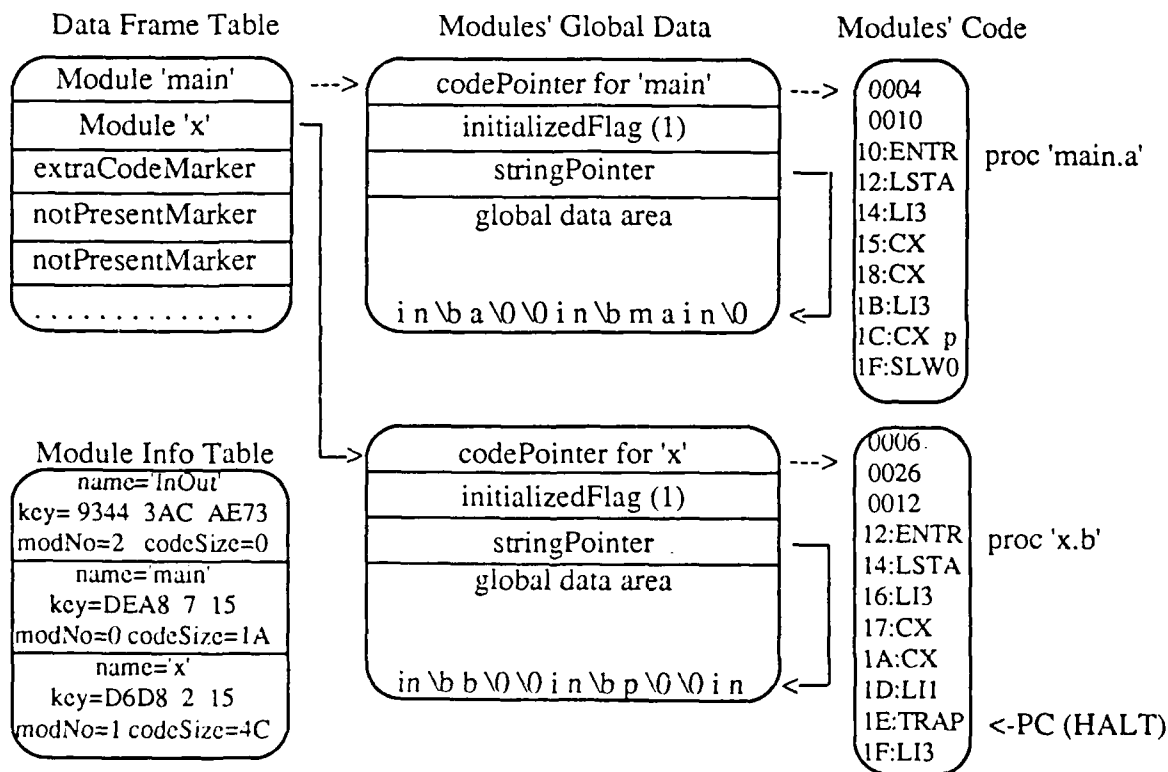 Data Frame Table
Module 'main'
Module 'x'
extraCodeMarker
notPresentMarker
notPresentMarker
. . . . . . . . . . . . . .
Modules' Global Data
codePointer for 'main'
initializedFlag (1)
stringPointer
global data area
i n \b a \0 \0 i n \b m a i n \0
Modules' Code
0004
0010
10:ENTR
12:LSTA
14:LI3
15:CX
18:CX
1B:LI3
1C:CX p
1F:SLW0
proc 'main.a'
Module Info Table
name='InOut'
key= 9344 3AC AE73
modNo=2 codeSize=0
name='main'
key=DEA8 7 15
modNo=0 codeSize=1A
name='x'
key=D6D8 2 15
modNo=1 codeSize=4C
codePointer for 'x'
initializedFlag (1)
stringPointer
global data area
in \b b \0 \0 i n \b p \0 \0 i n
0006
0026
0012
12:ENTR
14:LSTA
16:LI3
17:CX
1A:CX
1D:LI1
1E:TRAP
1F:LI3
proc 'x.b'
<-PC (HALT)